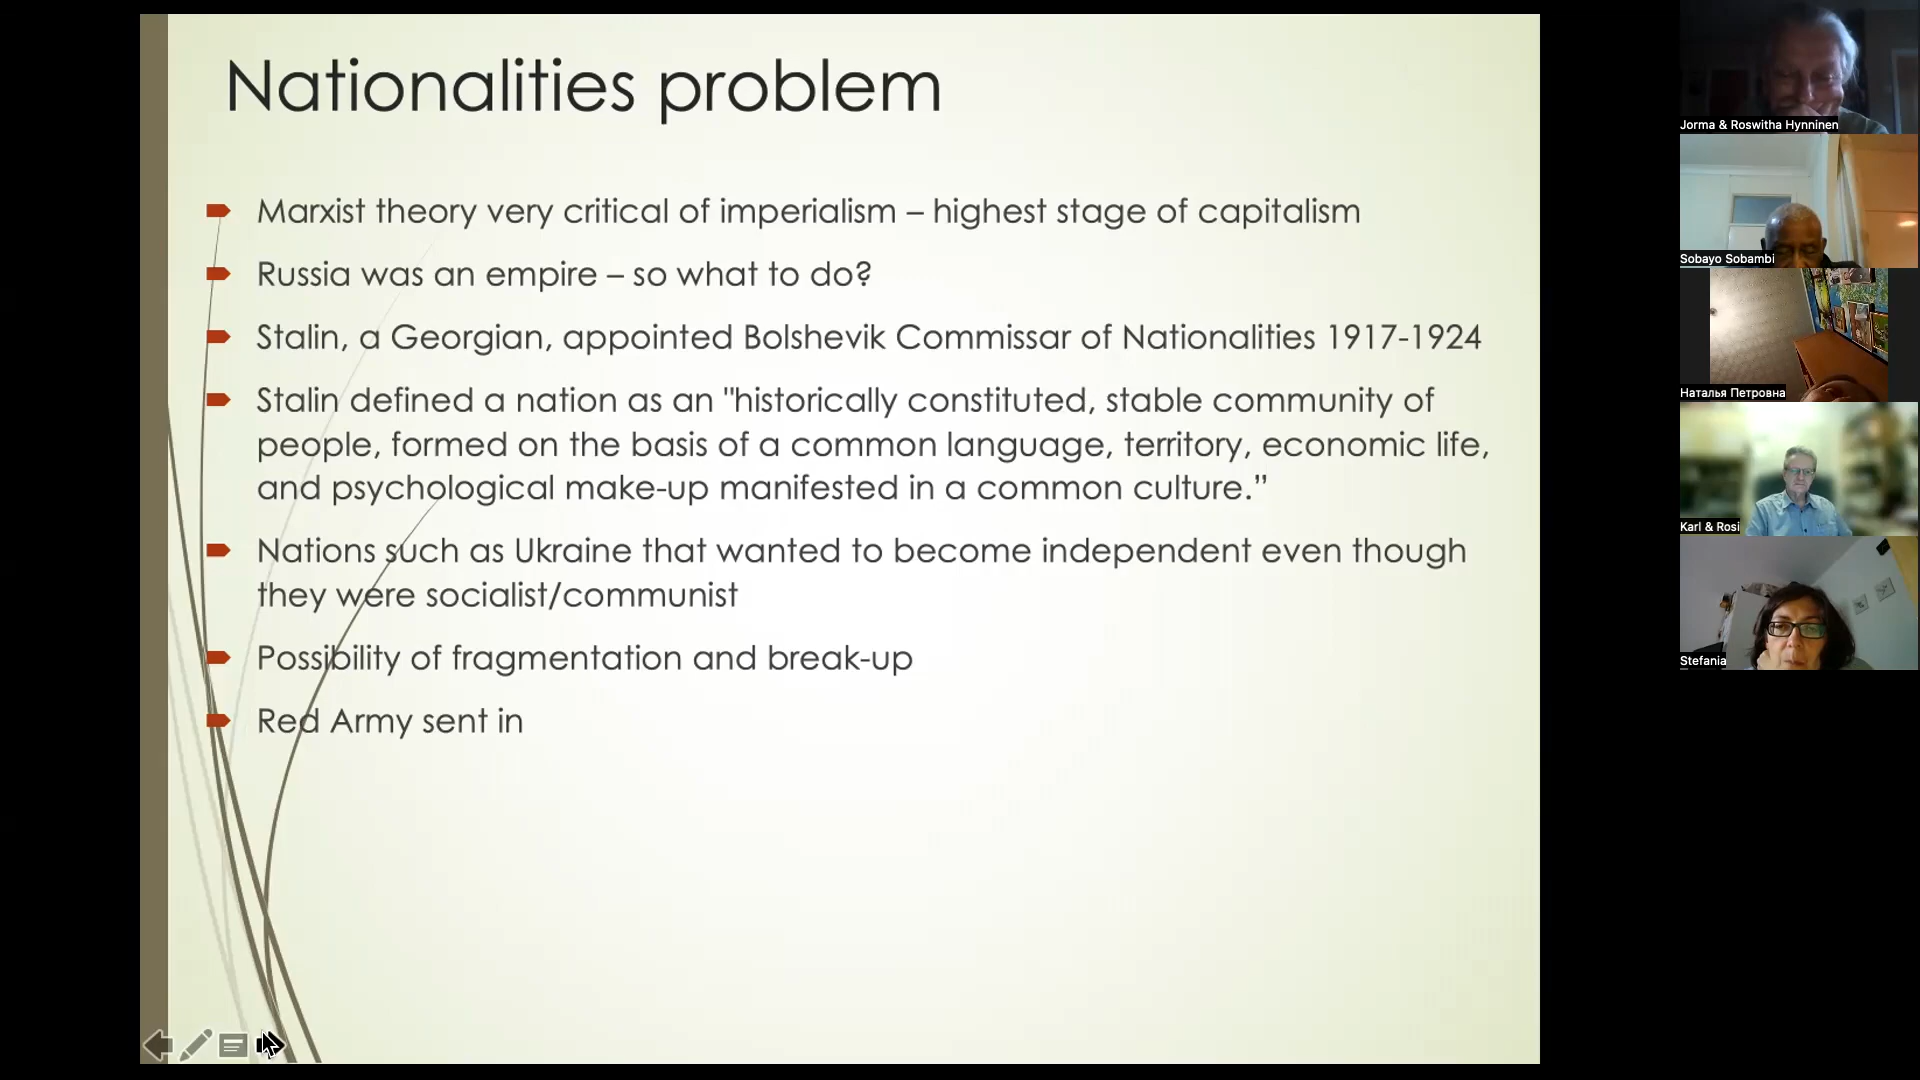 Nationalities problem
Marxist theory very critical of imperialism – highest stage of capitalism
Russia was an empire – so what to do?
Stalin, a Georgian, appointed Bolshevik Commissar of Nationalities 1917-1924
Stalin defined a nation as an "historically constituted, stable community of
people, formed on the basis of a common language, territory, economic life,
and psychological make-up manifested in a common culture.”
Nations such as Ukraine that wanted to become independent even though
they were socialist/communist
Possibility of fragmentation and break-up
Red Army sent in
Jorma & Roswitha Hynninen
Sobayo Sobambi
Наталья Петровна
Karl & Rosi
Stefania